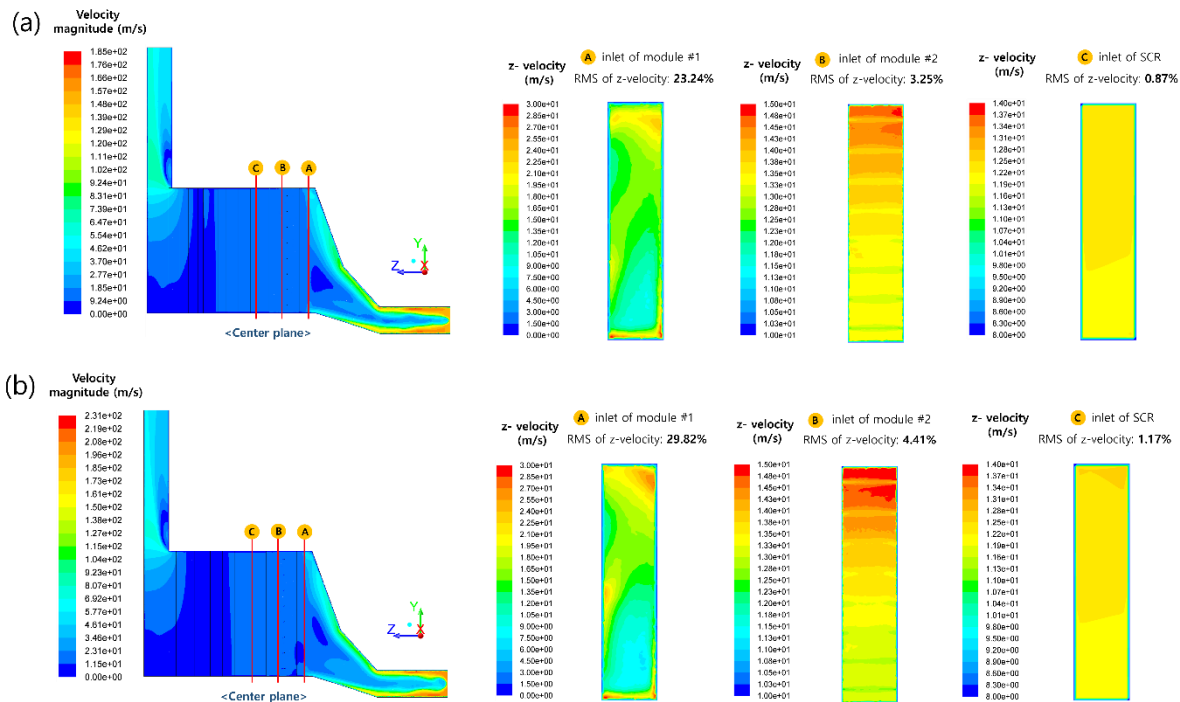 (a)
Velocity
magnitude (m/s)
1.85e+02
1.76e+02
1.66e+02
1.57e+02
1.48e+02
1.39e+02
1.29e+02
1.20e+02
1.11e+02
1.02e+02
9.24e+01
8.31e+01
7.39e+01
6.47e+01
5.54e+01
4.62e+01
3.70e+01
2.77e+01
1.85e+01
9.24e+00
0.00e+00
C B A
Y
Z X
<Center plane>
z- velocity
(m/s)
A inlet of module #1
RMS of z-velocity: 23.24%
3.00e+01
2.85e+01
2.70e+01
2.55e+01
2.40e+01
2.25e+01
2.10e+01
1.95e+01
1.80e+01
1.65e+01
1.50e+01
1.35e+01
1.20e+01
1.05e+01
9.00e+00
7.50e+00
6.00e+00
4.50e+00
3.00e+00
1.50e+00
0.00e+00
z- velocity
(m/s)
B inlet of module #2
RMS of z-velocity: 3.25%
1.50e+01
1.48e+01
1.45e+01
1.43e+01
1.40e+01
1.38e+01
1.35e+01
1.33e+01
1.30e+01
1.28e+01
1.25e+01
1.23e+01
1.20e+01
1.18e+01
1.15e+01
1.13e+01
1.10e+01
1.08e+01
1.05e+01
1.03e+01
1.00e+01
z- velocity
(m/s)
C inlet of SCR
RMS of z-velocity: 0.87%
1.40e+01
1.37e+01
1.34e+01
1.31e+01
1.28e+01
1.25e+01
1.22e+01
1.19e+01
1.16e+01
1.13e+01
1.10e+01
1.07e+01
1.04e+01
1.01e+01
9.80e+00
9.50e+00
9.20e+00
8.90e+00
8.60e+00
8.30e+00
8.00e+00
(b)
Velocity
magnitude (m/s)
2.31e+02
2.19e+02
2.08e+02
1.96e+02
1.85e+02
1.73e+02
1.62e+02
1.50e+02
1.38e+02
1.27e+02
1.15e+02
1.04e+02
9.23e+01
8.07e+01
6.92e+01
5.77e+01
4.61e+01
3.46e+01
2.31e+01
1.15e+01
0.00e+00
C B A
Y
Z X
<Center plane>
z- velocity
(m/s)
A inlet of module #1
RMS of z-velocity: 29.82%
3.00e+01
2.85e+01
2.70e+01
2.55e+01
2.40e+01
2.25e+01
2.10e+01
1.95e+01
1.80e+01
1.65e+01
1.50e+01
1.35e+01
1.20e+01
1.05e+01
9.00e+00
7.50e+00
6.00e+00
4.50e+00
3.00e+00
1.50e+00
0.00e+00
z- velocity
(m/s)
B inlet of module #2
RMS of z-velocity: 4.41%
1.50e+01
1.48e+01
1.45e+01
1.43e+01
1.40e+01
1.38e+01
1.35e+01
1.33e+01
1.30e+01
1.28e+01
1.25e+01
1.23e+01
1.20e+01
1.18e+01
1.15e+01
1.13e+01
1.10e+01
1.08e+01
1.05e+01
1.03e+01
1.00e+01
z- velocity
(m/s)
C inlet of SCR
RMS of z-velocity: 1.17%
1.40e+01
1.37e+01
1.34e+01
1.31e+01
1.28e+01
1.25e+01
1.22e+01
1.19e+01
1.16e+01
1.13e+01
1.10e+01
1.07e+01
1.04e+01
1.01e+01
9.80e+00
9.50e+00
9.20e+00
8.90e+00
8.60e+00
8.30e+00
8.00e+00